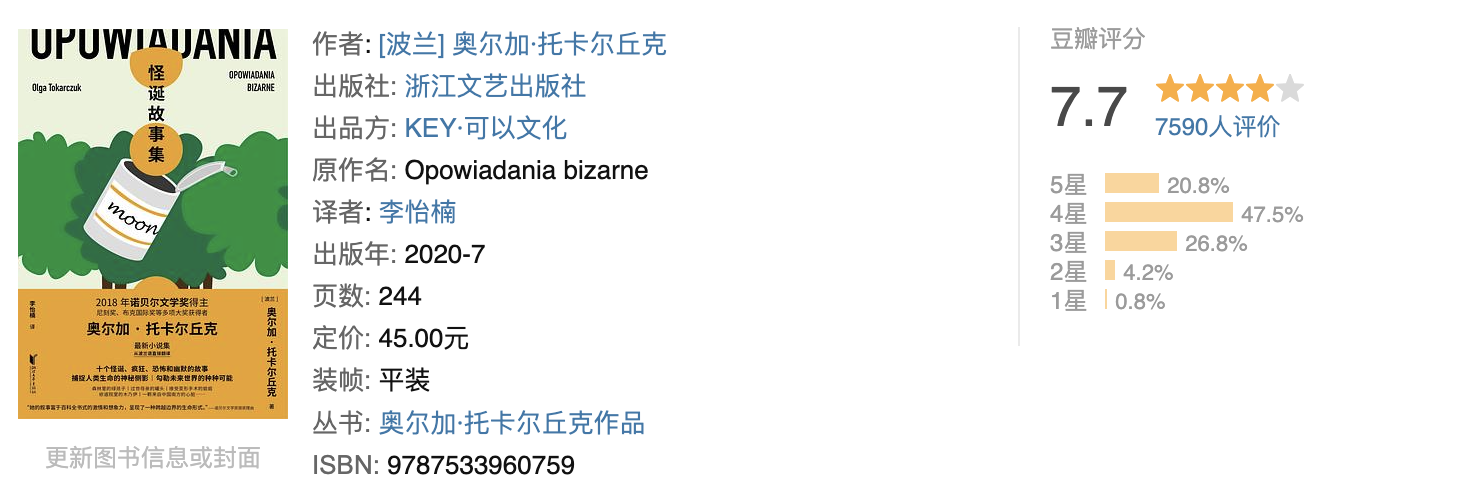 OPOWIADANIA
Olga Tokarczuk
OPOWIADANIA
BIZARNE
怪诞故事集
moon
李怡楠 译
2018 年诺贝尔文学奖得主
尼刻奖、布克国际奖等多项大奖获得者
奥尔加·托卡尔丘克
最新小说集
从波兰语直接翻译
十个怪诞、疯狂、恐怖和幽默的故事
捕捉人类生命的神秘侧影｜勾勒未来世界的种种可能
[波兰]
奥尔加·托卡尔丘克 著
更新图书信息或封面
作者: [波兰] 奥尔加·托卡尔丘克
出版社: 浙江文艺出版社
出品方: KEY·可以文化
原作名: Opowiadania bizarne
译者: 李怡楠
出版年: 2020-7
页数: 244
定价: 45.00元
装帧: 平装
丛书: 奥尔加·托卡尔丘克作品
ISBN: 9787533960759
豆瓣评分
7.7
7590人评价
5星 20.8%
4星 47.5%
3星 26.8%
2星 4.2%
1星 0.8%